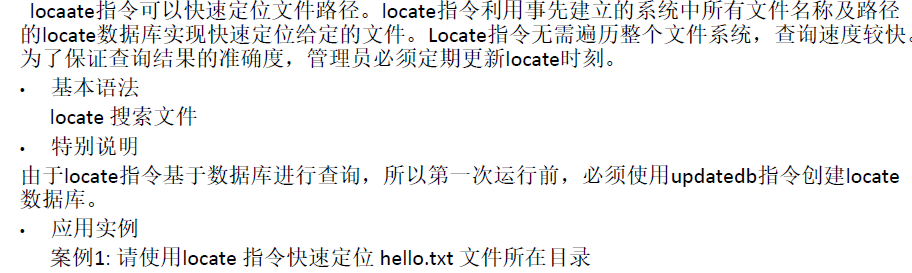 locaate指令可以快速定位文件路径。locate指令利用事先建立的系统中所有文件名称及路径
的locate数据库实现快速定位给定的文件。Locate指令无需遍历整个文件系统，查询速度较快。
为了保证查询结果的准确度，管理员必须定期更新locate时刻。
• 基本语法
locate 搜索文件
• 特别说明
由于locate指令基于数据库进行查询，所以第一次运行前，必须使用updatedb指令创建locate
数据库。
• 应用实例
案例1: 请使用locate 指令快速定位 hello.txt 文件所在目录